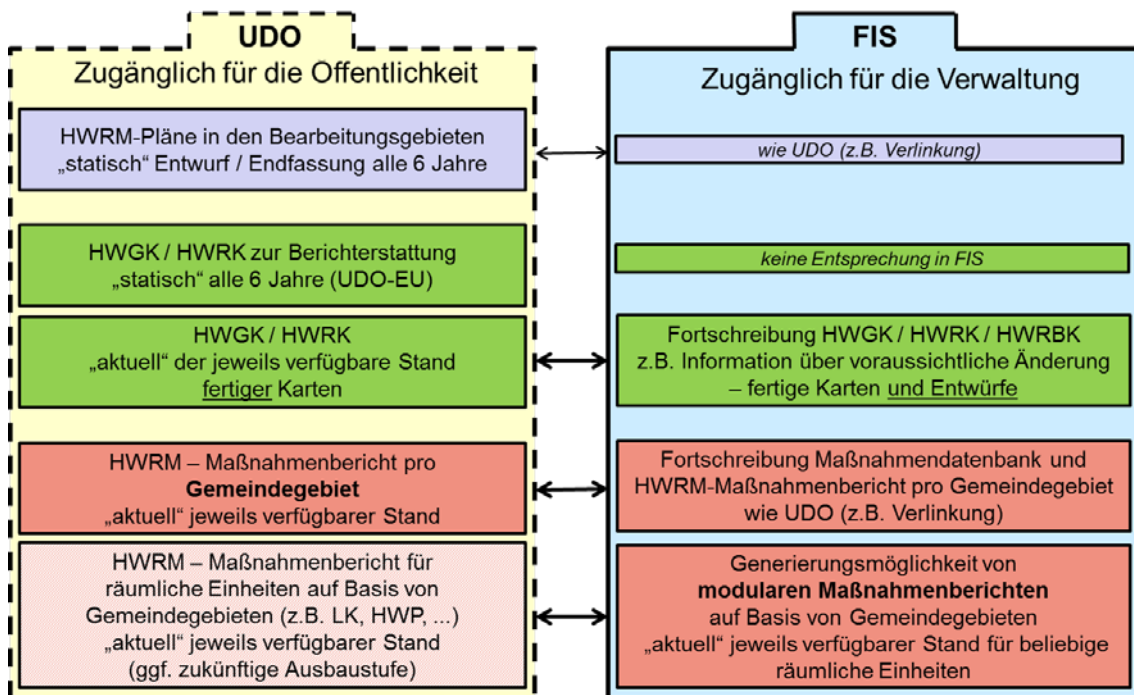 UDO
Zugänglich für die Öffentlichkeit
HWRM-Pläne in den Bearbeitungsgebieten
„statisch“ Entwurf / Endfassung alle 6 Jahre
HWGK / HWRK zur Berichterstattung
„statisch“ alle 6 Jahre (UDO-EU)
HWGK / HWRK
„aktuell“ der jeweils verfügbare Stand
fertiger Karten
HWRM – Maßnahmenbericht pro
Gemeindegebiet
„aktuell“ jeweils verfügbarer Stand
HWRM – Maßnahmenbericht für
räumliche Einheiten auf Basis von
Gemeindegebieten (z.B. LK, HWP, ...)
„aktuell“ jeweils verfügbarer Stand
(ggf. zukünftige Ausbaustufe)
FIS
Zugänglich für die Verwaltung
wie UDO (z.B. Verlinkung)
keine Entsprechung in FIS
Fortschreibung HWGK / HWRK / HWRBK
z.B. Information über voraussichtliche Änderung
– fertige Karten und Entwürfe
Fortschreibung Maßnahmendatenbank und
HWRM-Maßnahmenbericht pro Gemeindegebiet
wie UDO (z.B. Verlinkung)
Generierungsmöglichkeit von
modularen Maßnahmenberichten
auf Basis von Gemeindegebieten
„aktuell“ jeweils verfügbarer Stand für beliebige
räumliche Einheiten